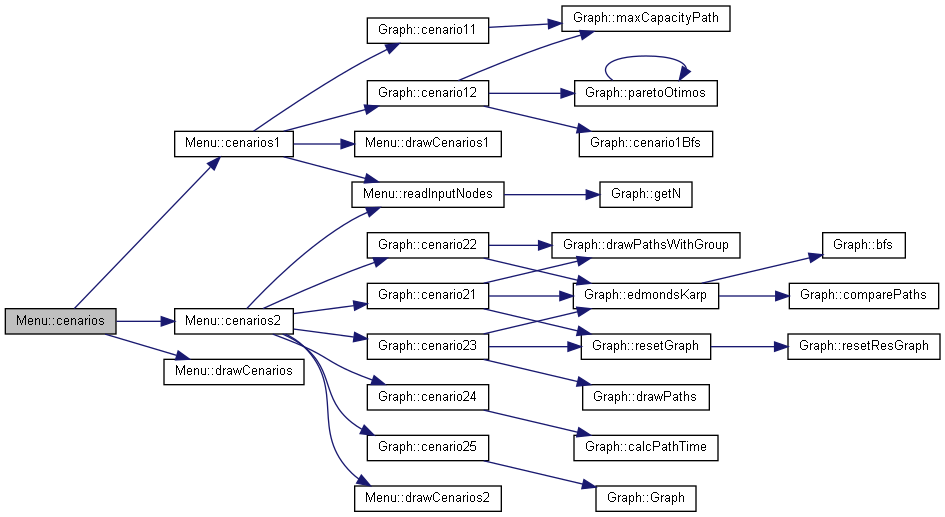 Graph::maxCapacityPath
Graph::cenario11
Graph::cenario12
Graph::paretoOtimos
Menu::cenarios1
Menu::drawCenarios1
Graph::cenario1Bfs
Menu::readInputNodes
Graph::getN
Graph::cenario22
Graph::drawPathsWithGroup
Graph::bfs
Graph::cenario21
Graph::edmondsKarp
Graph::comparePaths
Menu::cenarios
Menu::cenarios2
Graph::cenario23
Graph::resetGraph
Graph::resetResGraph
Menu::drawCenarios
Graph::cenario24
Graph::drawPaths
Graph::cenario25
Graph::calcPathTime
Menu::drawCenarios2
Graph::Graph